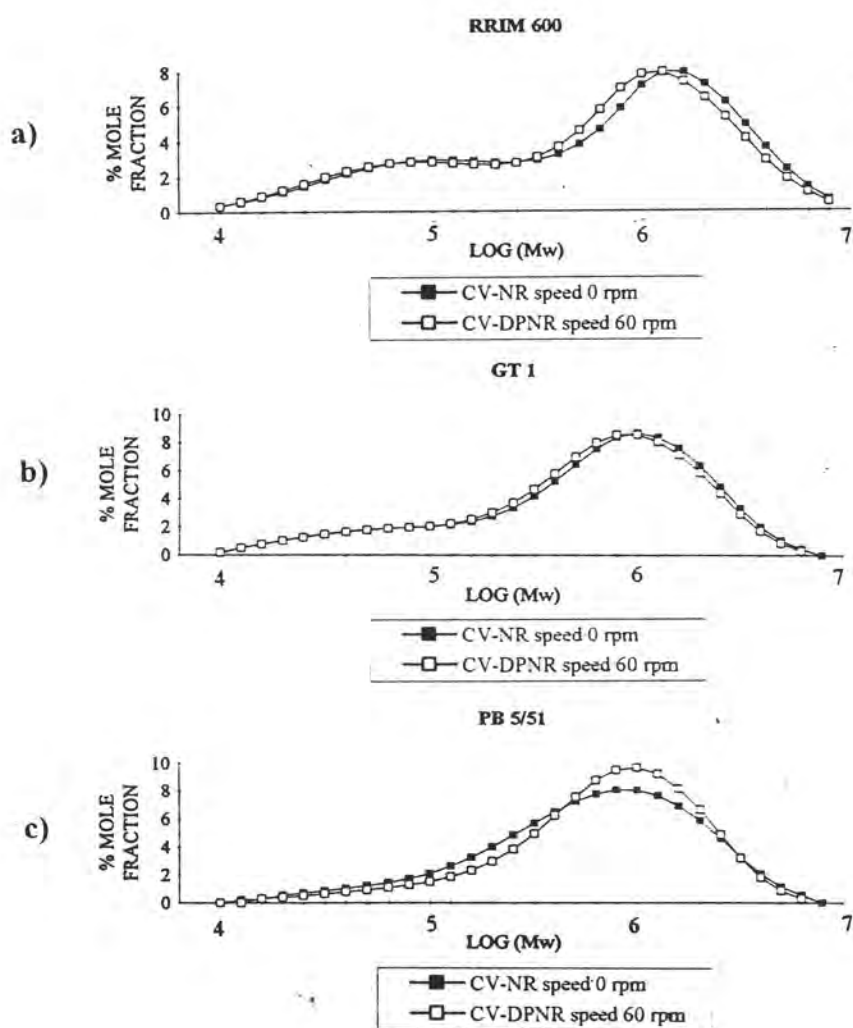 RRIM 600
a)
% MOLE
FRACTION
8
6
4
2
0
4
5
6
7
LOG (Mw)
CV-NR speed 0 rpm
CV-DPNR speed 60 rpm
GT 1
b)
% MOLE
FRACTION
10
8
6
4
2
0
4
5
6
7
LOG (Mw)
CV-NR speed 0 rpm
CV-DPNR speed 60 rpm
PB 5/51
c)
% MOLE
FRACTION
10
8
6
4
2
0
4
5
6
7
LOG (Mw)
CV-NR speed 0 rpm
CV-DPNR speed 60 rpm